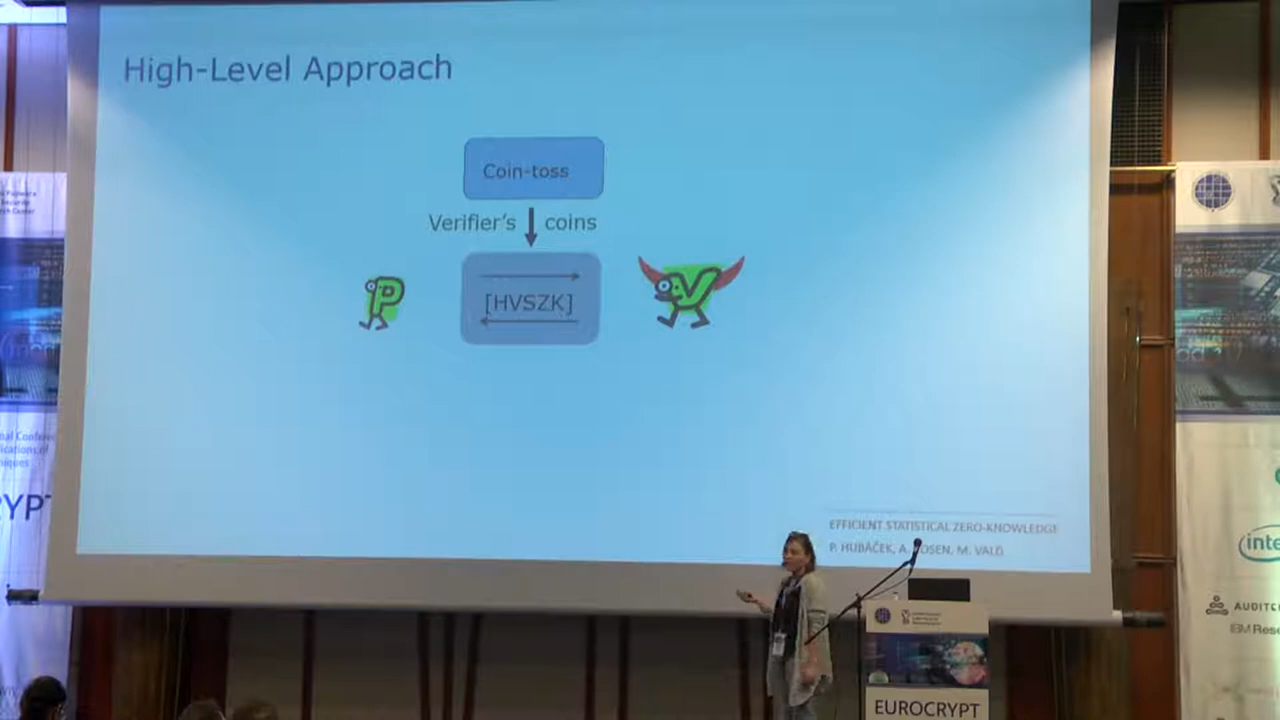 High-Level Approach
Coin-toss
Verifier's coins
P
[HVSZK]
V
EFFICIENT STATISTICAL ZERO-KNOWLEDGE
P. HUBÁČEK, A. ROSEN, M. VALD
EUROCRYPT
inte
AUDITC
IBM Rese
YPT